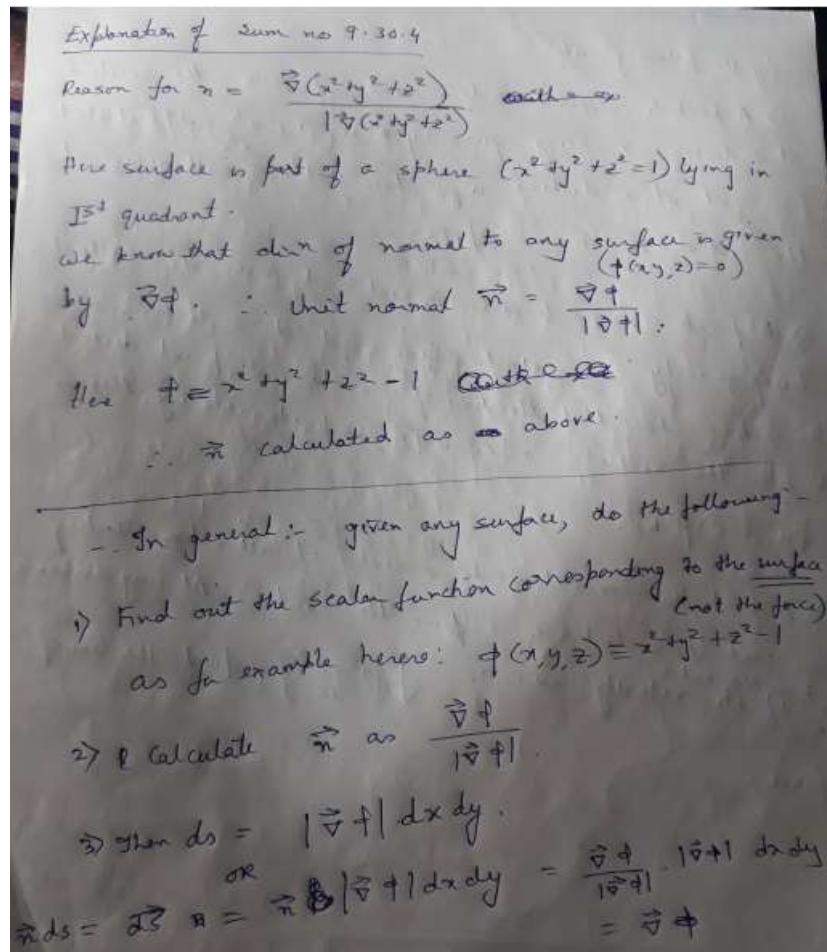 Explanation of Sum no 9.30.4
Reason for n = ∇⃗(x²+y²+z²) / |∇⃗(x²+y²+z²)|
Here surface is part of a sphere (x²+y²+z²=1) lying in
Ist quadrant.
We know that dirn of normal to any surface is given
(φ(x,y,z)=0)
by ∇⃗φ. ∴ Unit normal n⃗ = ∇⃗φ / |∇⃗φ|.
Here φ ≡ x²+y²+z²-1
∴ n⃗ calculated as above.
∴ In general:- given any surface, do the following-
1) Find out the scalar function corresponding to the surface
(not the force)
as for example herere: φ(x,y,z) ≡ x²+y²+z²-1
2) Calculate n⃗ as ∇⃗φ / |∇⃗φ|.
3) Then ds = |∇⃗φ| dx dy.
OR
n⃗ ds = dS⃗ = n⃗ |∇⃗φ| dx dy = ∇⃗φ / |∇⃗φ| . |∇⃗φ| dx dy
= ∇⃗φ